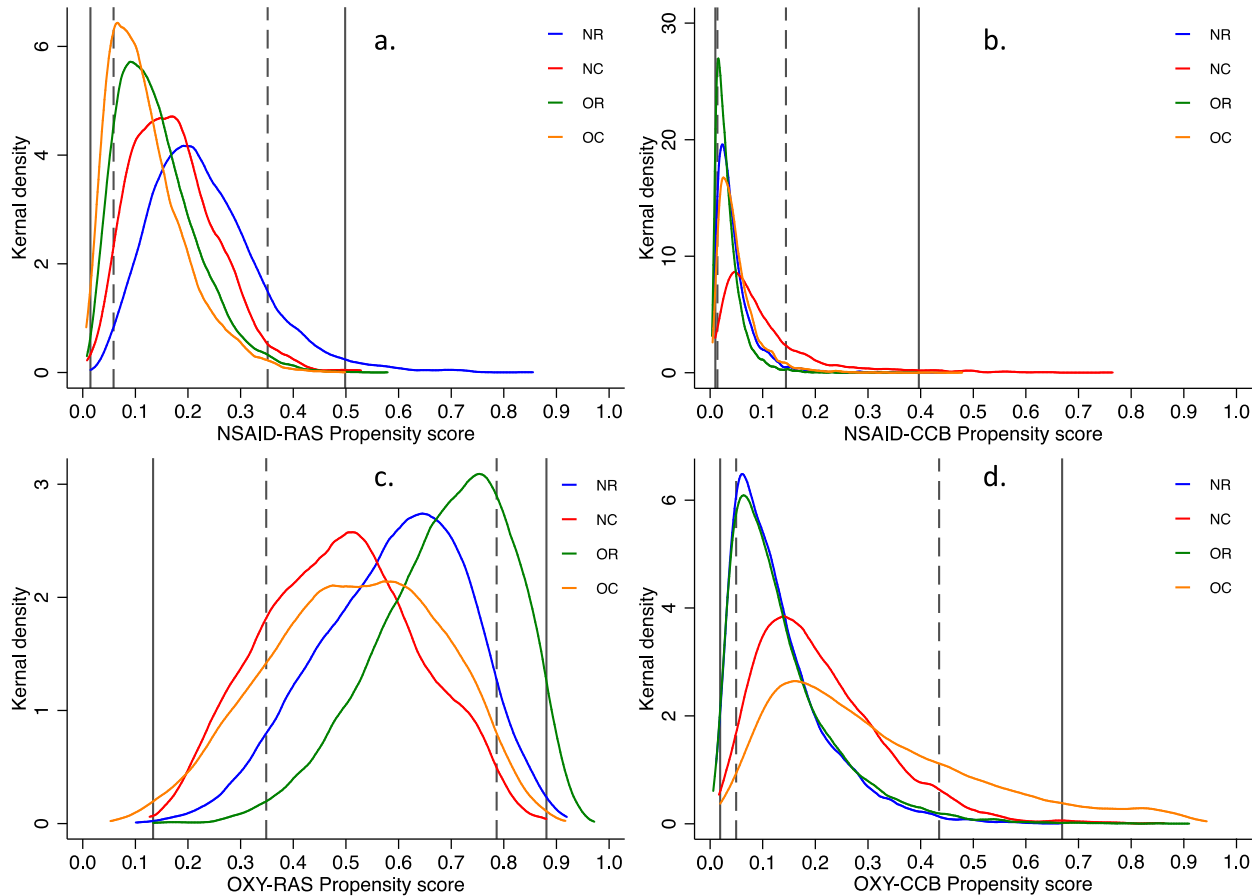 a.
NR
NC
OR
OC
Kernal density
0
2
4
6
0.0 0.1 0.2 0.3 0.4 0.5 0.6 0.7 0.8 0.9 1.0
NSAID-RAS Propensity score
b.
NR
NC
OR
OC
Kernal density
0
10
20
30
0.0 0.1 0.2 0.3 0.4 0.5 0.6 0.7 0.8 0.9 1.0
NSAID-CCB Propensity score
c.
NR
NC
OR
OC
Kernal density
0
1
2
3
0.0 0.1 0.2 0.3 0.4 0.5 0.6 0.7 0.8 0.9 1.0
OXY-RAS Propensity score
d.
NR
NC
OR
OC
Kernal density
0
2
4
6
0.0 0.1 0.2 0.3 0.4 0.5 0.6 0.7 0.8 0.9 1.0
OXY-CCB Propensity score